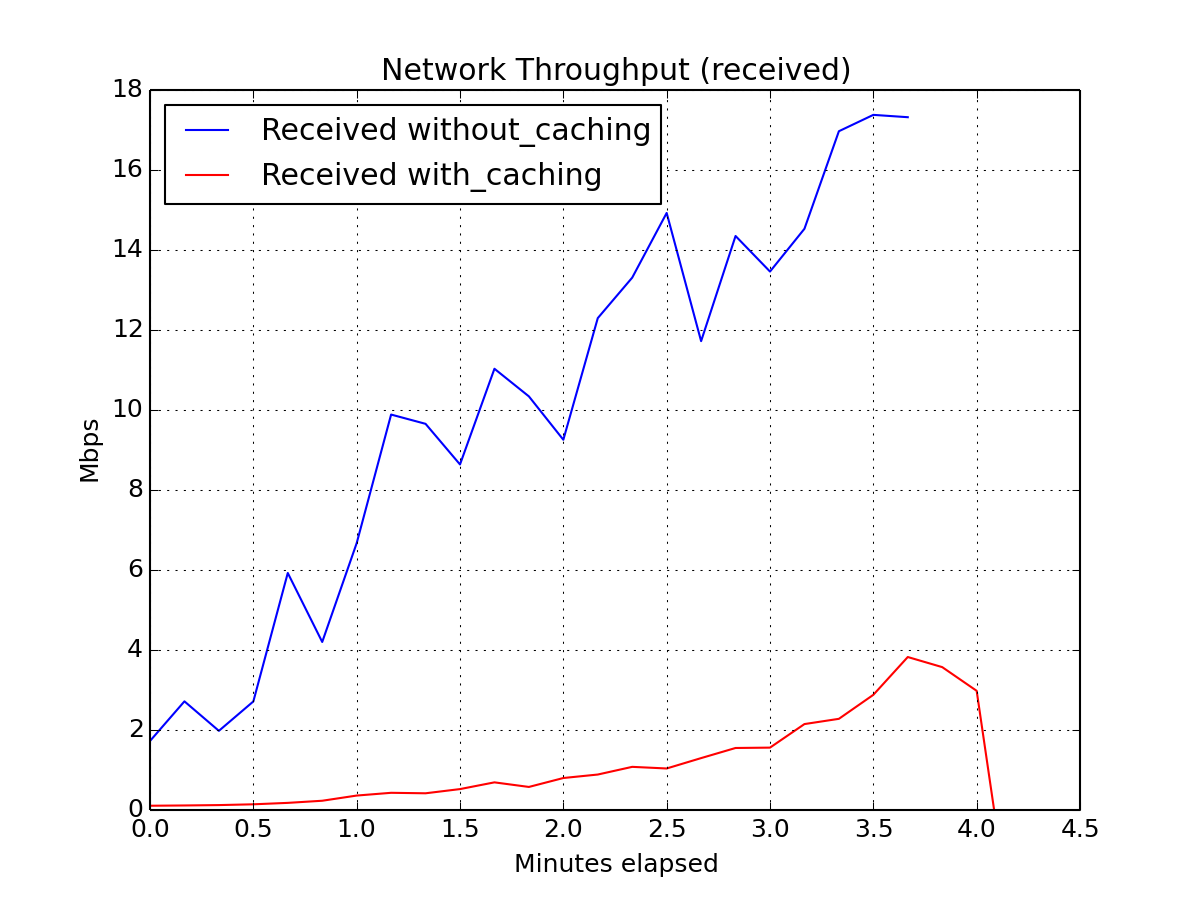 Network Throughput (received)
18
16
14
12
10
8
6
4
2
0
Mbps
Received without_caching
Received with_caching
0.0 0.5 1.0 1.5 2.0 2.5 3.0 3.5 4.0 4.5
Minutes elapsed